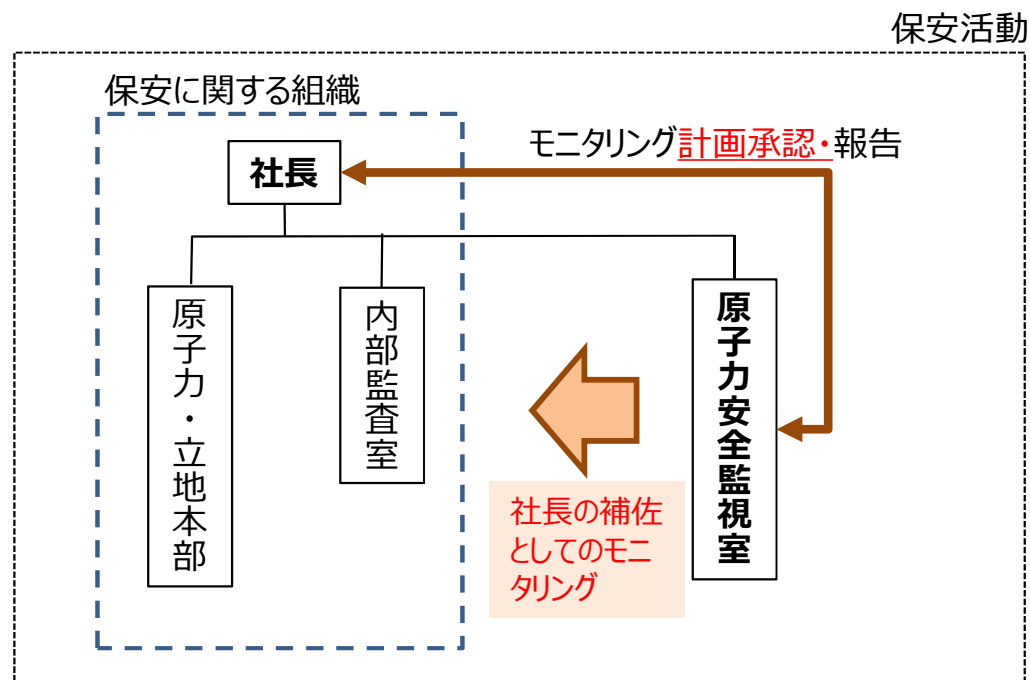 保安活動
保安に関する組織
モニタリング計画承認・報告
社長
原子力・立地本部
内部監査室
原子力安全監視室
社長の補佐
としてのモニ
タリング